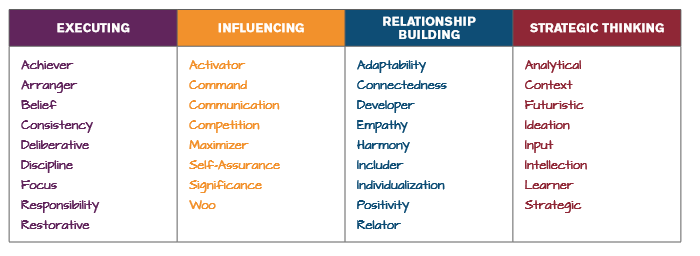 EXECUTING
Achiever
Arranger
Belief
Consistency
Deliberative
Discipline
Focus
Responsibility
Restorative
INFLUENCING
Activator
Command
Communication
Competition
Maximizer
Self-Assurance
Significance
Woo
RELATIONSHIP
BUILDING
Adaptability
Connectedness
Developer
Empathy
Harmony
Includer
Individualization
Positivity
Relator
STRATEGIC THINKING
Analytical
Context
Futuristic
Ideation
Input
Intellection
Learner
Strategic